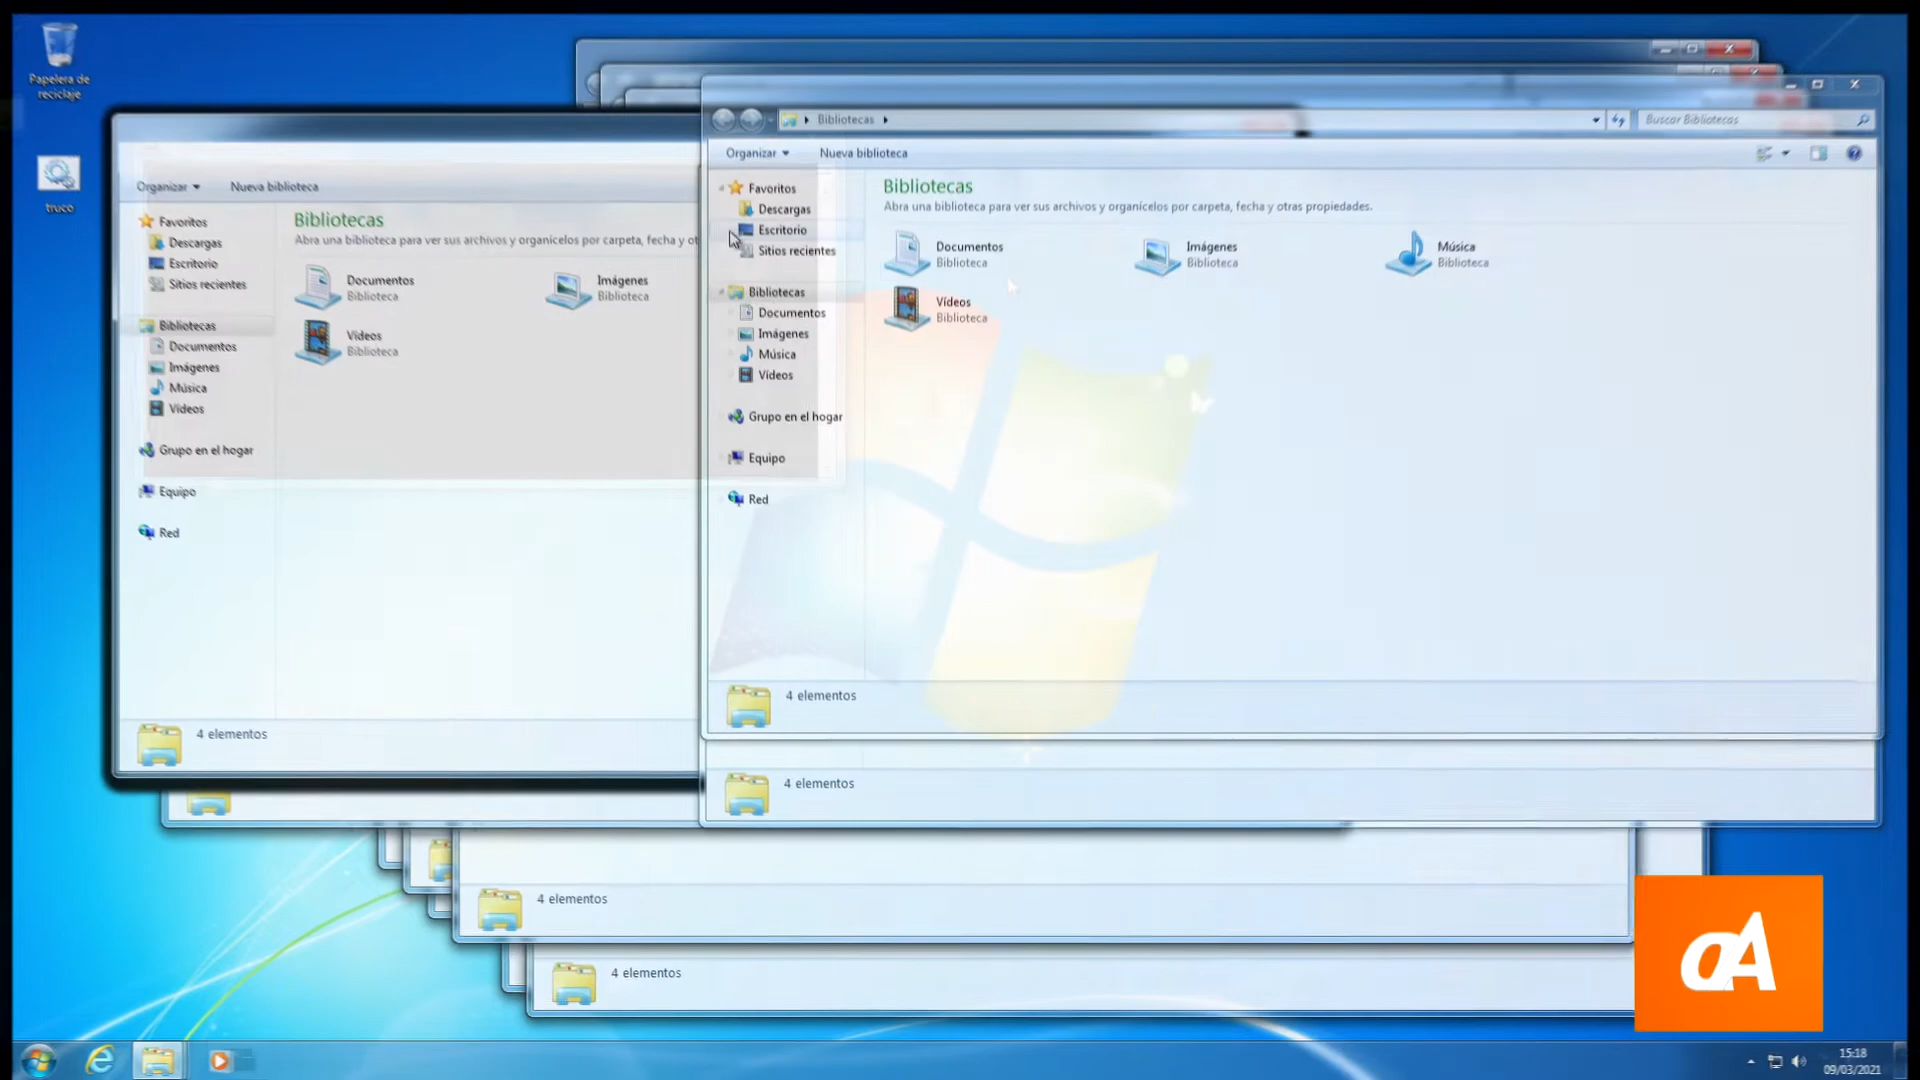 Papelera de
reciclaje
truco
Organizar
Nueva biblioteca
Favoritos
Descargas
Escritorio
Sitios recientes
Bibliotecas
Documentos
Imágenes
Música
Vídeos
Grupo en el hogar
Equipo
Red
Bibliotecas
Abra una biblioteca para ver sus archivos y organícelos por carpeta, fecha y ot
Documentos
Biblioteca
Imágenes
Biblioteca
Vídeos
Biblioteca
4 elementos
Bibliotecas
Buscar Bibliotecas
Organizar
Nueva biblioteca
Favoritos
Descargas
Escritorio
Sitios recientes
Bibliotecas
Documentos
Imágenes
Música
Vídeos
Grupo en el hogar
Equipo
Red
Bibliotecas
Abra una biblioteca para ver sus archivos y organícelos por carpeta, fecha y otras propiedades.
Documentos
Biblioteca
Imágenes
Biblioteca
Música
Biblioteca
Vídeos
Biblioteca
4 elementos
4 elementos
4 elementos
4 elementos
aA
15:18
09/03/2021